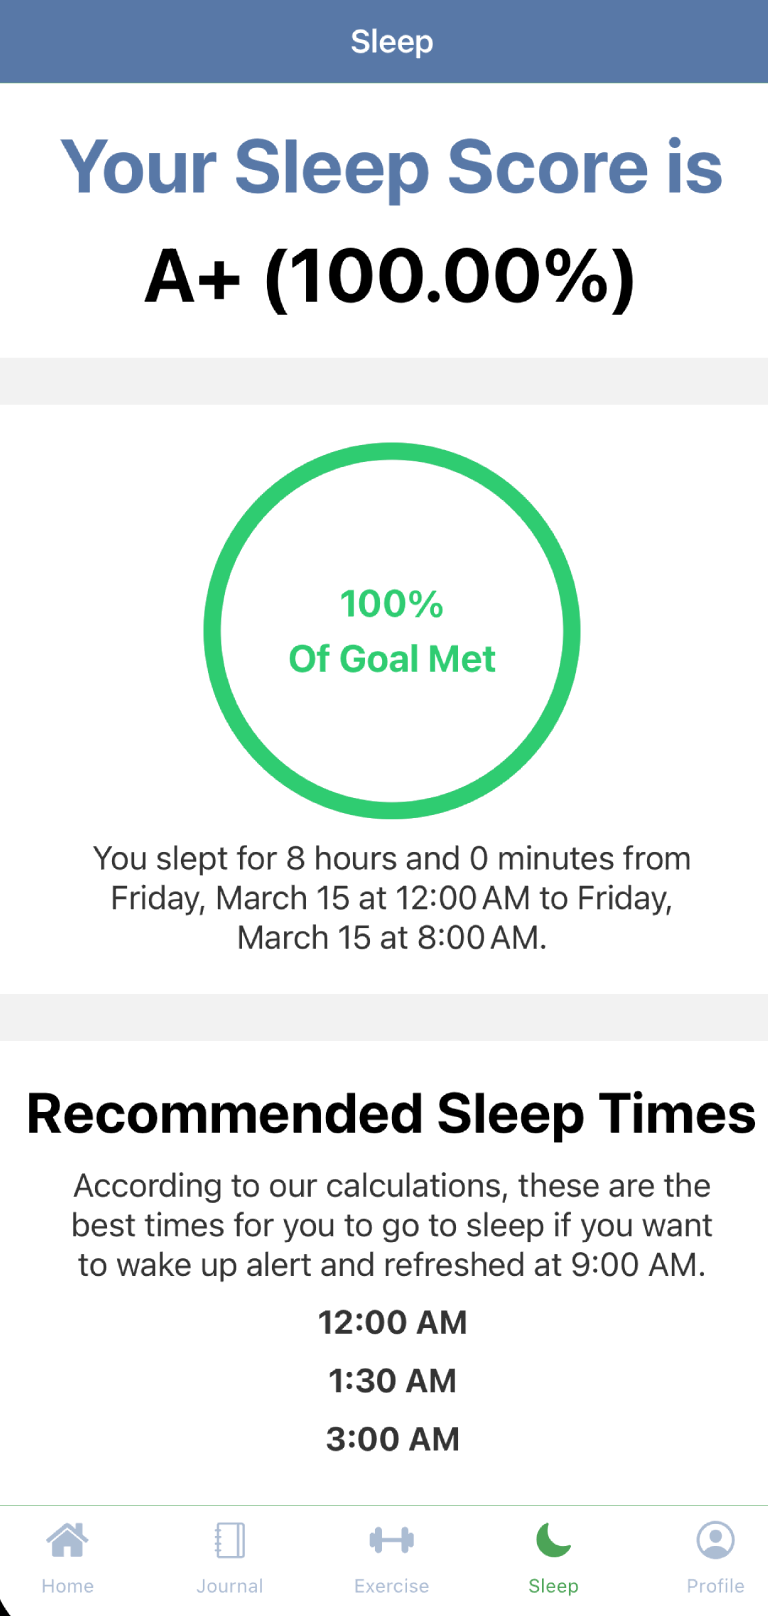 Sleep
Your Sleep Score is
A+ (100.00%)
100%
Of Goal Met
You slept for 8 hours and 0 minutes from
Friday, March 15 at 12:00 AM to Friday,
March 15 at 8:00 AM.
Recommended Sleep Times
According to our calculations, these are the
best times for you to go to sleep if you want
to wake up alert and refreshed at 9:00 AM.
12:00 AM
1:30 AM
3:00 AM
Home
Journal
Exercise
Sleep
Profile